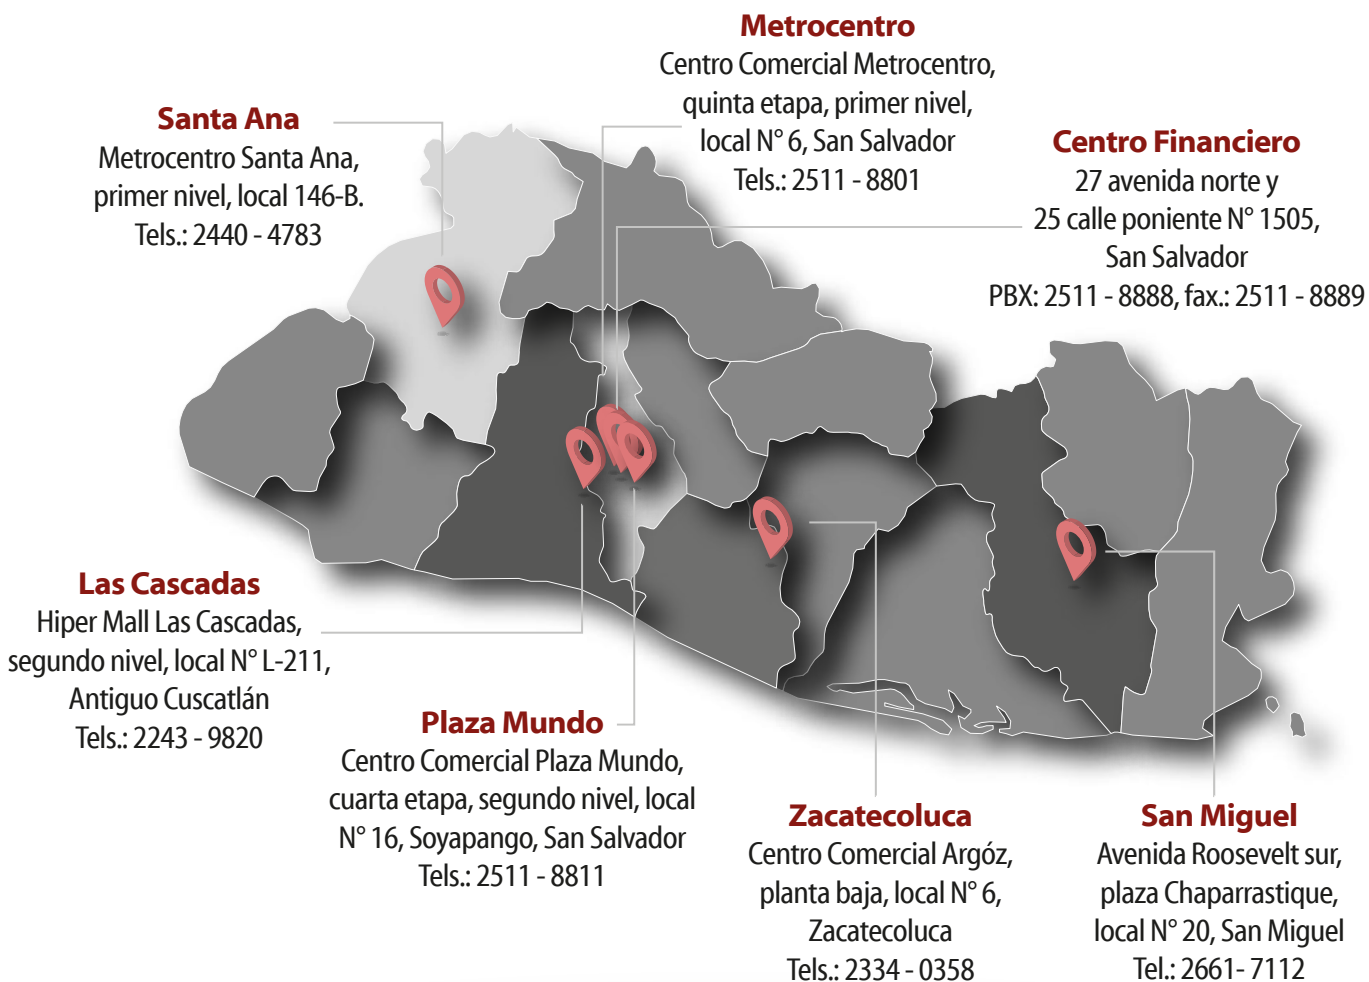 Metrocentro
Centro Comercial Metrocentro,
quinta etapa, primer nivel,
local N° 6, San Salvador
Tels.: 2511 - 8801
Santa Ana
Metrocentro Santa Ana,
primer nivel, local 146-B.
Tels.: 2440 - 4783
Centro Financiero
27 avenida norte y
25 calle poniente N° 1505,
San Salvador
PBX: 2511 - 8888, fax.: 2511 - 8889
Las Cascadas
Hiper Mall Las Cascadas,
segundo nivel, local N° L-211,
Antiguo Cuscatlán
Tels.: 2243 - 9820
Plaza Mundo
Centro Comercial Plaza Mundo,
cuarta etapa, segundo nivel, local
N° 16, Soyapango, San Salvador
Tels.: 2511 - 8811
Zacatecoluca
Centro Comercial Argóz,
planta baja, local N° 6,
Zacatecoluca
Tels.: 2334 - 0358
San Miguel
Avenida Roosevelt sur,
plaza Chaparrastique,
local N° 20, San Miguel
Tel.: 2661- 7112